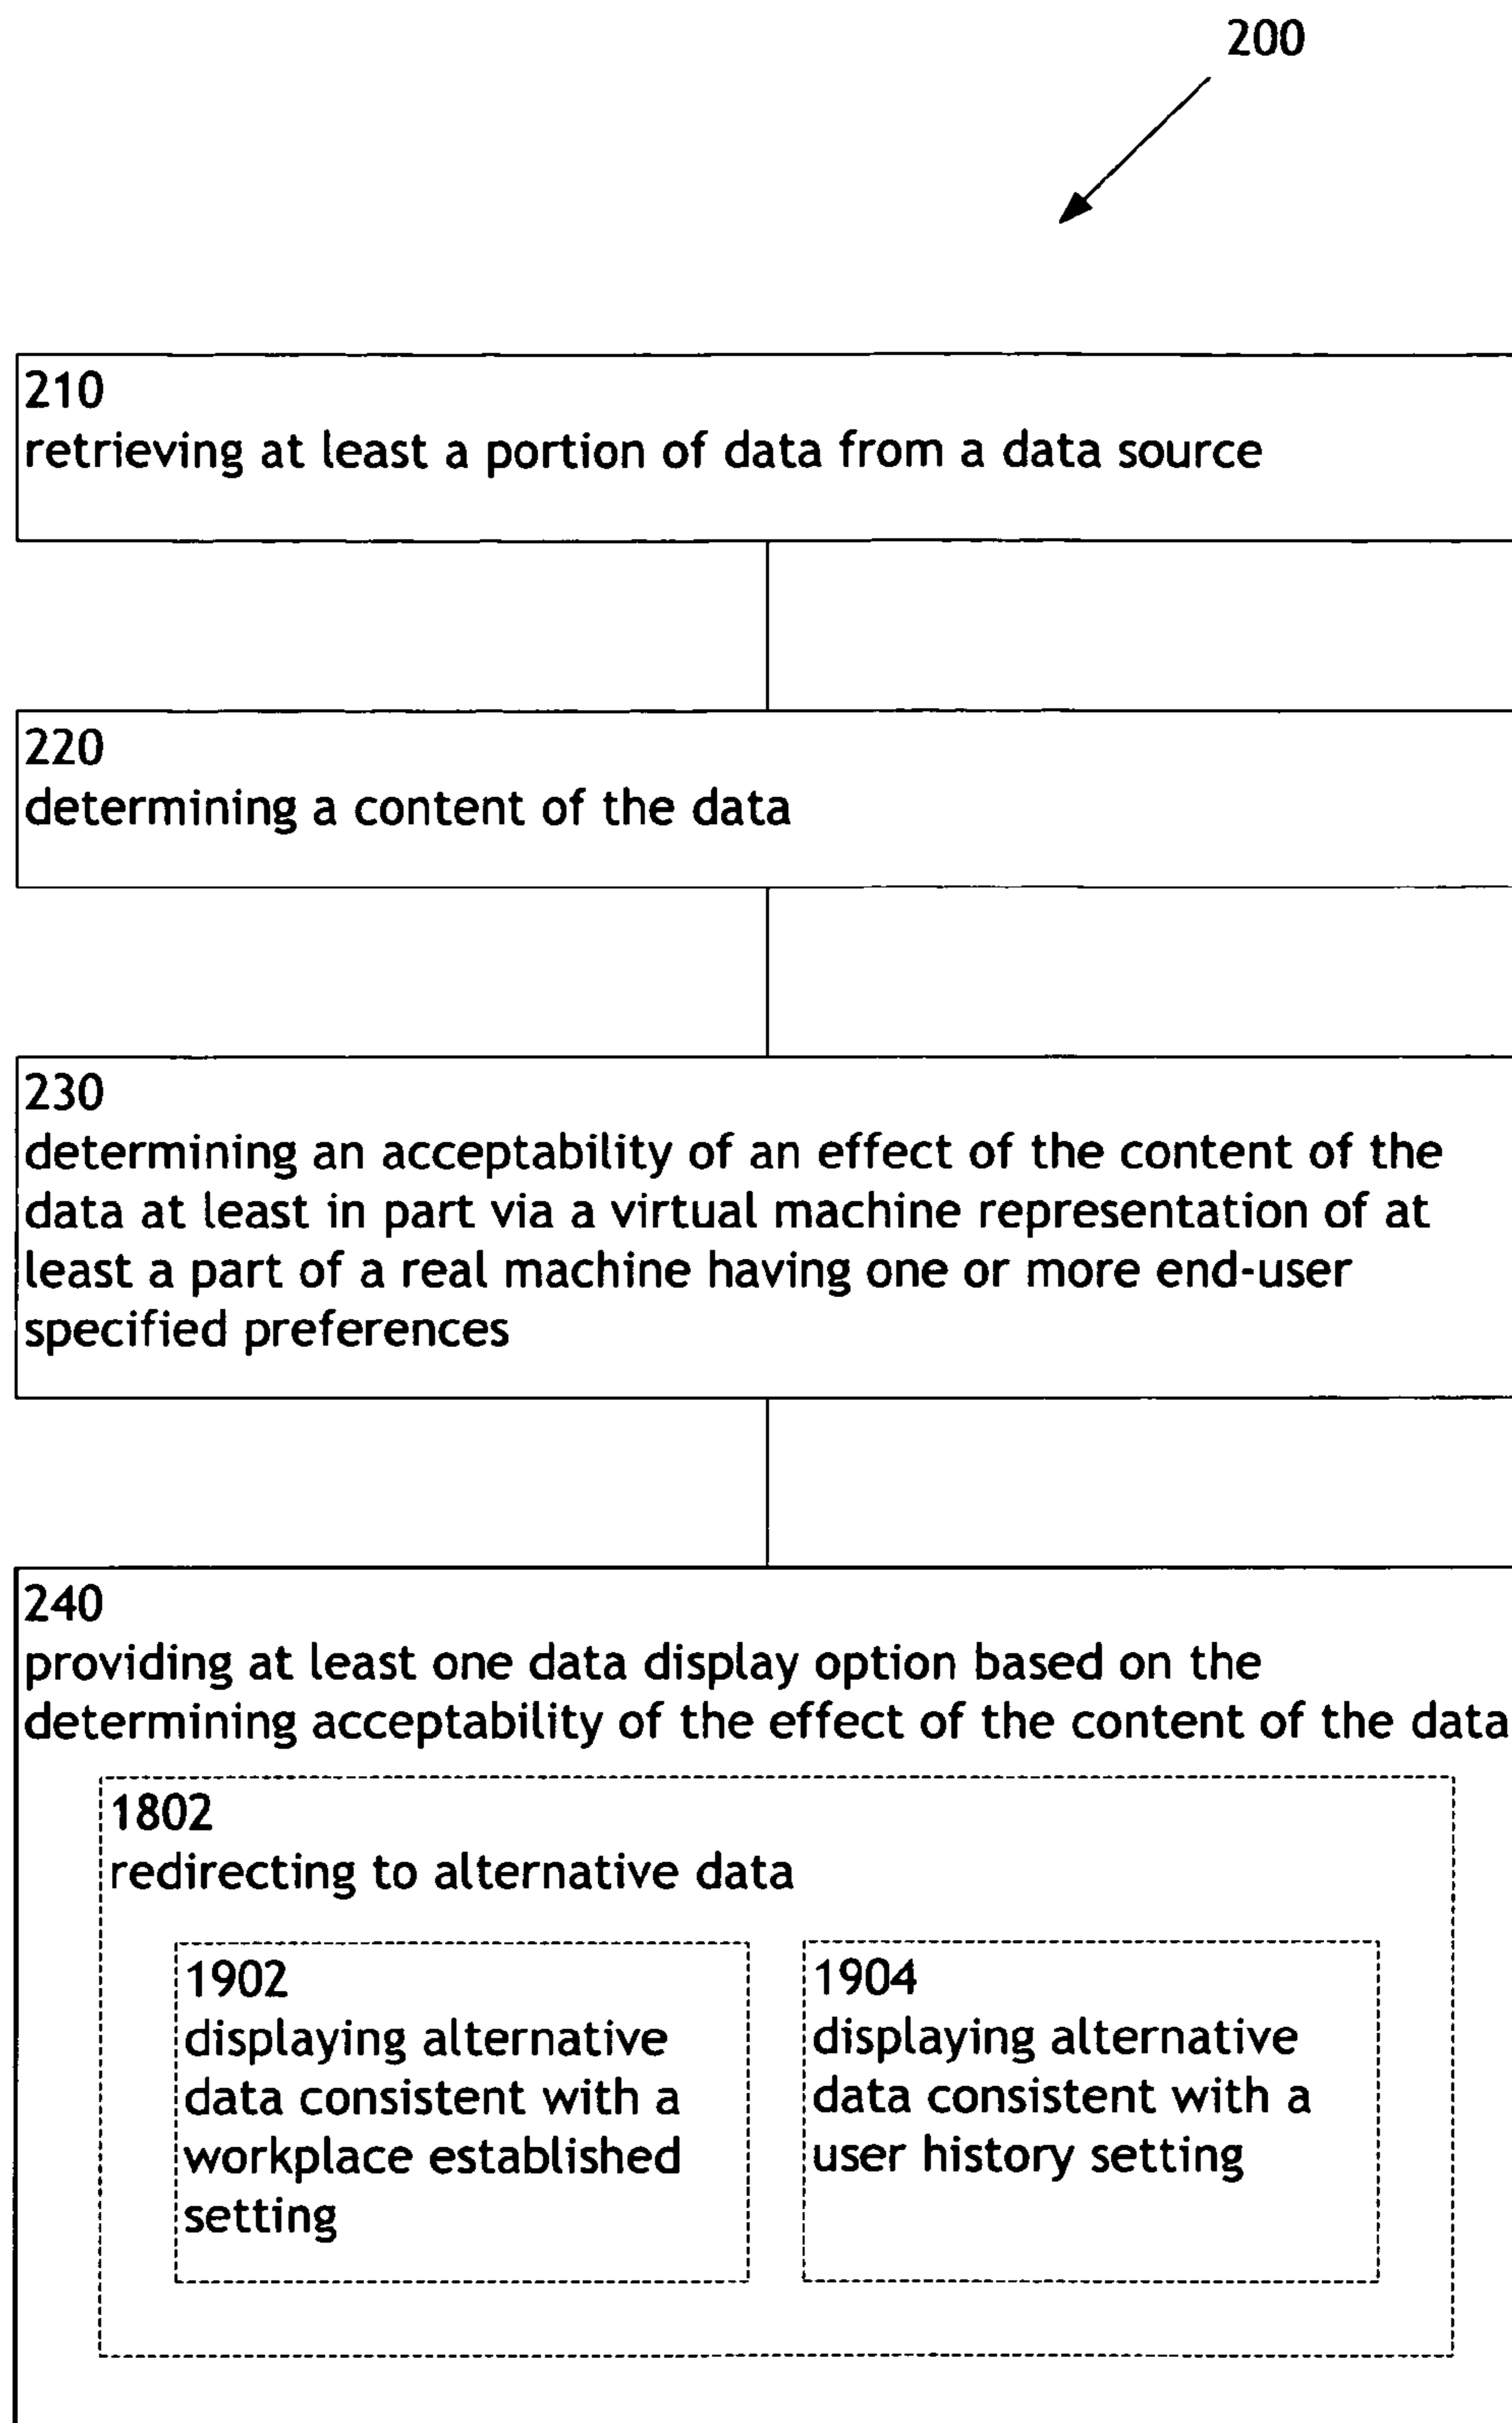 200
210
retrieving at least a portion of data from a data source
220
determining a content of the data
230
determining an acceptability of an effect of the content of the
data at least in part via a virtual machine representation of at
least a part of a real machine having one or more end-user
specified preferences
240
providing at least one data display option based on the
determining acceptability of the effect of the content of the data
1802
redirecting to alternative data
1902
displaying alternative
data consistent with a
workplace established
setting
1904
displaying alternative
data consistent with a
user history setting